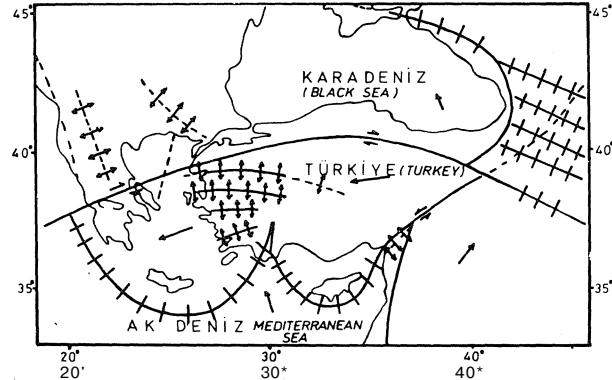 45° 45°
KARADENİZ
(BLACK SEA)
40° 40°
TÜRKİYE (TURKEY)
35° 35°
AK DENİZ MEDITERRANEAN
SEA
20° 30° 40°
20' 30* 40*